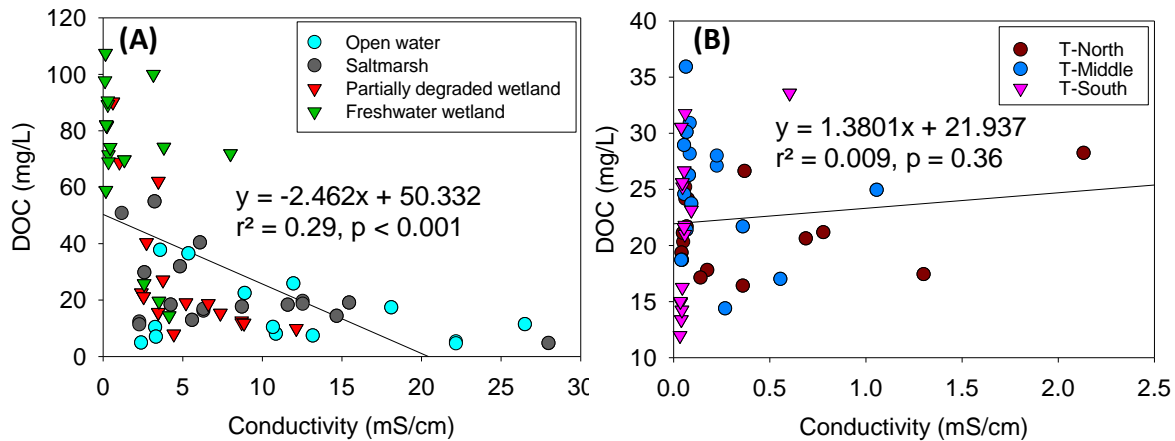 (A)
Open water
Saltmarsh
Partially degraded wetland
Freshwater wetland
y = -2.462x + 50.332
r² = 0.29, p < 0.001
DOC (mg/L)
120
100
80
60
40
20
0
0 5 10 15 20 25 30
Conductivity (mS/cm)
(B)
T-North
T-Middle
T-South
y = 1.3801x + 21.937
r² = 0.009, p = 0.36
DOC (mg/L)
40
35
30
25
20
15
10
0.0 0.5 1.0 1.5 2.0 2.5
Conductivity (mS/cm)